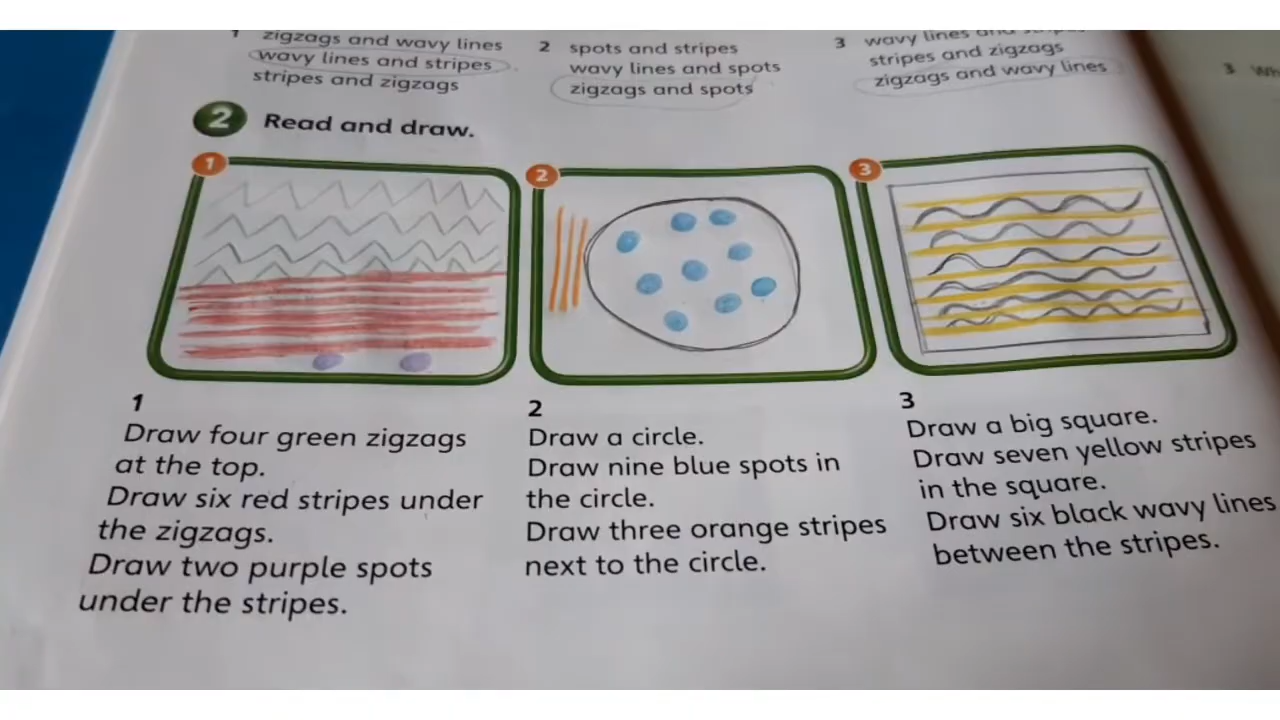 1 zigzags and wavy lines
wavy lines and stripes
stripes and zigzags
2 spots and stripes
wavy lines and spots
zigzags and spots
3 wavy lines and
stripes and zigzags
zigzags and wavy lines
3
2 Read and draw.
1
2
3
1
Draw four green zigzags
at the top.
Draw six red stripes under
the zigzags.
Draw two purple spots
under the stripes.
2
Draw a circle.
Draw nine blue spots in
the circle.
Draw three orange stripes
next to the circle.
3
Draw a big square.
Draw seven yellow stripes
in the square.
Draw six black wavy lines
between the stripes.